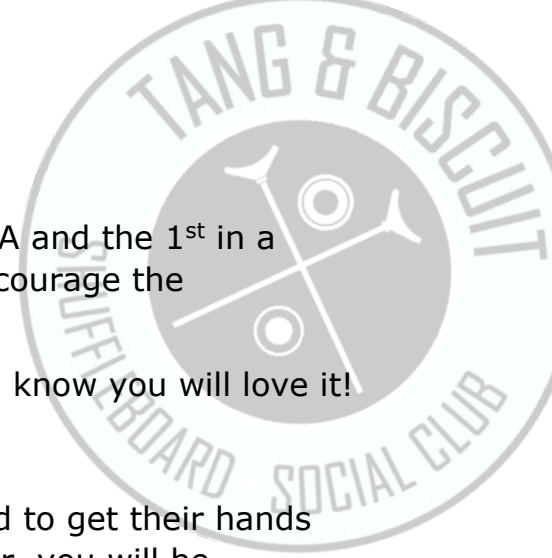 TANG & BISCUIT
A and the 1st in a
courage the
know you will love it!
SHUFFLEBOARD · SOCIAL CLUB
d to get their hands
you will be